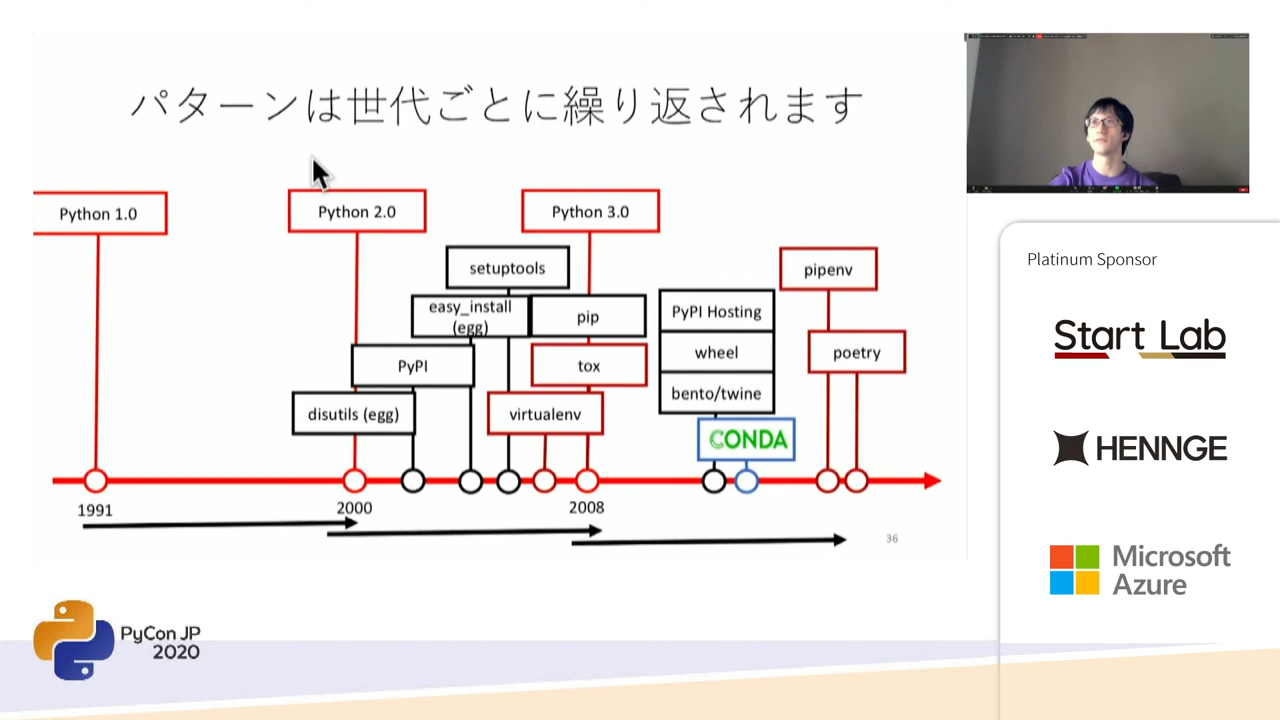 パターンは世代ごとに繰り返されます
Python 1.0
Python 2.0
Python 3.0
setuptools
pipenv
easy_install
(egg)
pip
PyPI Hosting
PyPI
tox
wheel
poetry
disutils (egg)
virtualenv
bento/twine
CONDA
1991
2000
2008
36
Platinum Sponsor
Start Lab
HENNGE
Microsoft
Azure
PyCon JP
2020